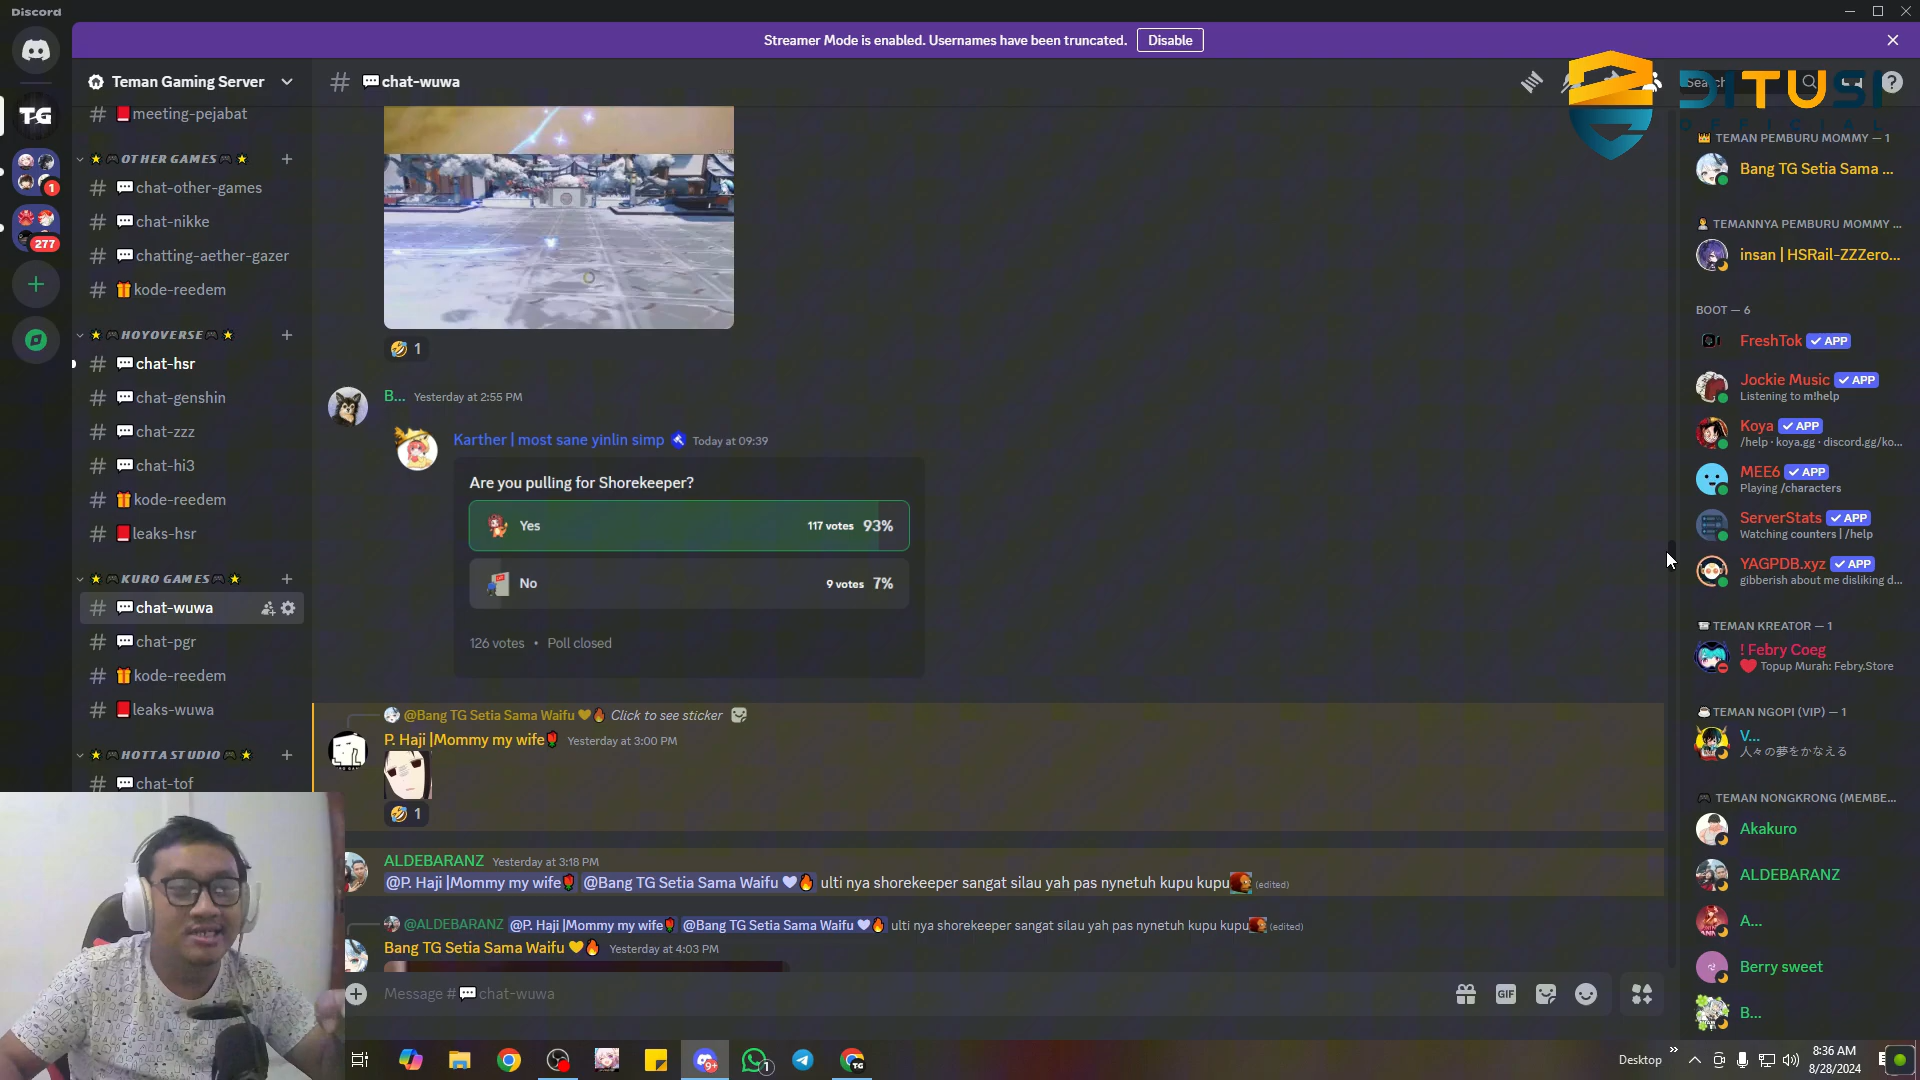 Discord
Streamer Mode is enabled. Usernames have been truncated.
Disable
Teman Gaming Server
chat-wuwa
Search
DITUSI
OFFICIAL
TG
1
277
meeting-pejabat
OTHER GAMES
chat-other-games
chat-nikke
chatting-aether-gazer
kode-reedem
HOYOVERSE
chat-hsr
chat-genshin
chat-zzz
chat-hi3
kode-reedem
leaks-hsr
KURO GAMES
chat-wuwa
chat-pgr
kode-reedem
leaks-wuwa
HOTTA STUDIO
chat-tof
🤣 1
B... Yesterday at 2:55 PM
Karther | most sane yinlin simp Today at 09:39
Are you pulling for Shorekeeper?
Yes 117 votes 93%
No 9 votes 7%
126 votes • Poll closed
@Bang TG Setia Sama Waifu 💛🔥 Click to see sticker
P. Haji |Mommy my wife🌹 Yesterday at 3:00 PM
🤣 1
ALDEBARANZ Yesterday at 3:18 PM
@P. Haji |Mommy my wife🌹 @Bang TG Setia Sama Waifu 🤍🔥 ulti nya shorekeeper sangat silau yah pas nynetuh kupu kupu (edited)
@ALDEBARANZ @P. Haji |Mommy my wife🌹 @Bang TG Setia Sama Waifu 🤍🔥 ulti nya shorekeeper sangat silau yah pas nynetuh kupu kupu (edited)
Bang TG Setia Sama Waifu 💛🔥 Yesterday at 4:03 PM
Message #💬chat-wuwa
GIF
TEMAN PEMBURU MOMMY — 1
Bang TG Setia Sama ...
TEMANNYA PEMBURU MOMMY ...
insan | HSRail-ZZZero...
BOOT — 6
FreshTok ✓ APP
Jockie Music ✓ APP
Listening to m!help
Koya ✓ APP
/help · koya.gg · discord.gg/ko...
MEE6 ✓ APP
Playing /characters
ServerStats ✓ APP
Watching counters | /help
YAGPDB.xyz ✓ APP
gibberish about me disliking d...
TEMAN KREATOR — 1
! Febry Coeg
Topup Murah: Febry.Store
TEMAN NGOPI (VIP) — 1
V...
人々の夢をかなえる
TEMAN NONGKRONG (MEMBE...
Akakuro
ALDEBARANZ
A...
Berry sweet
B...
9+
1
TG
Desktop
8:36 AM
8/28/2024